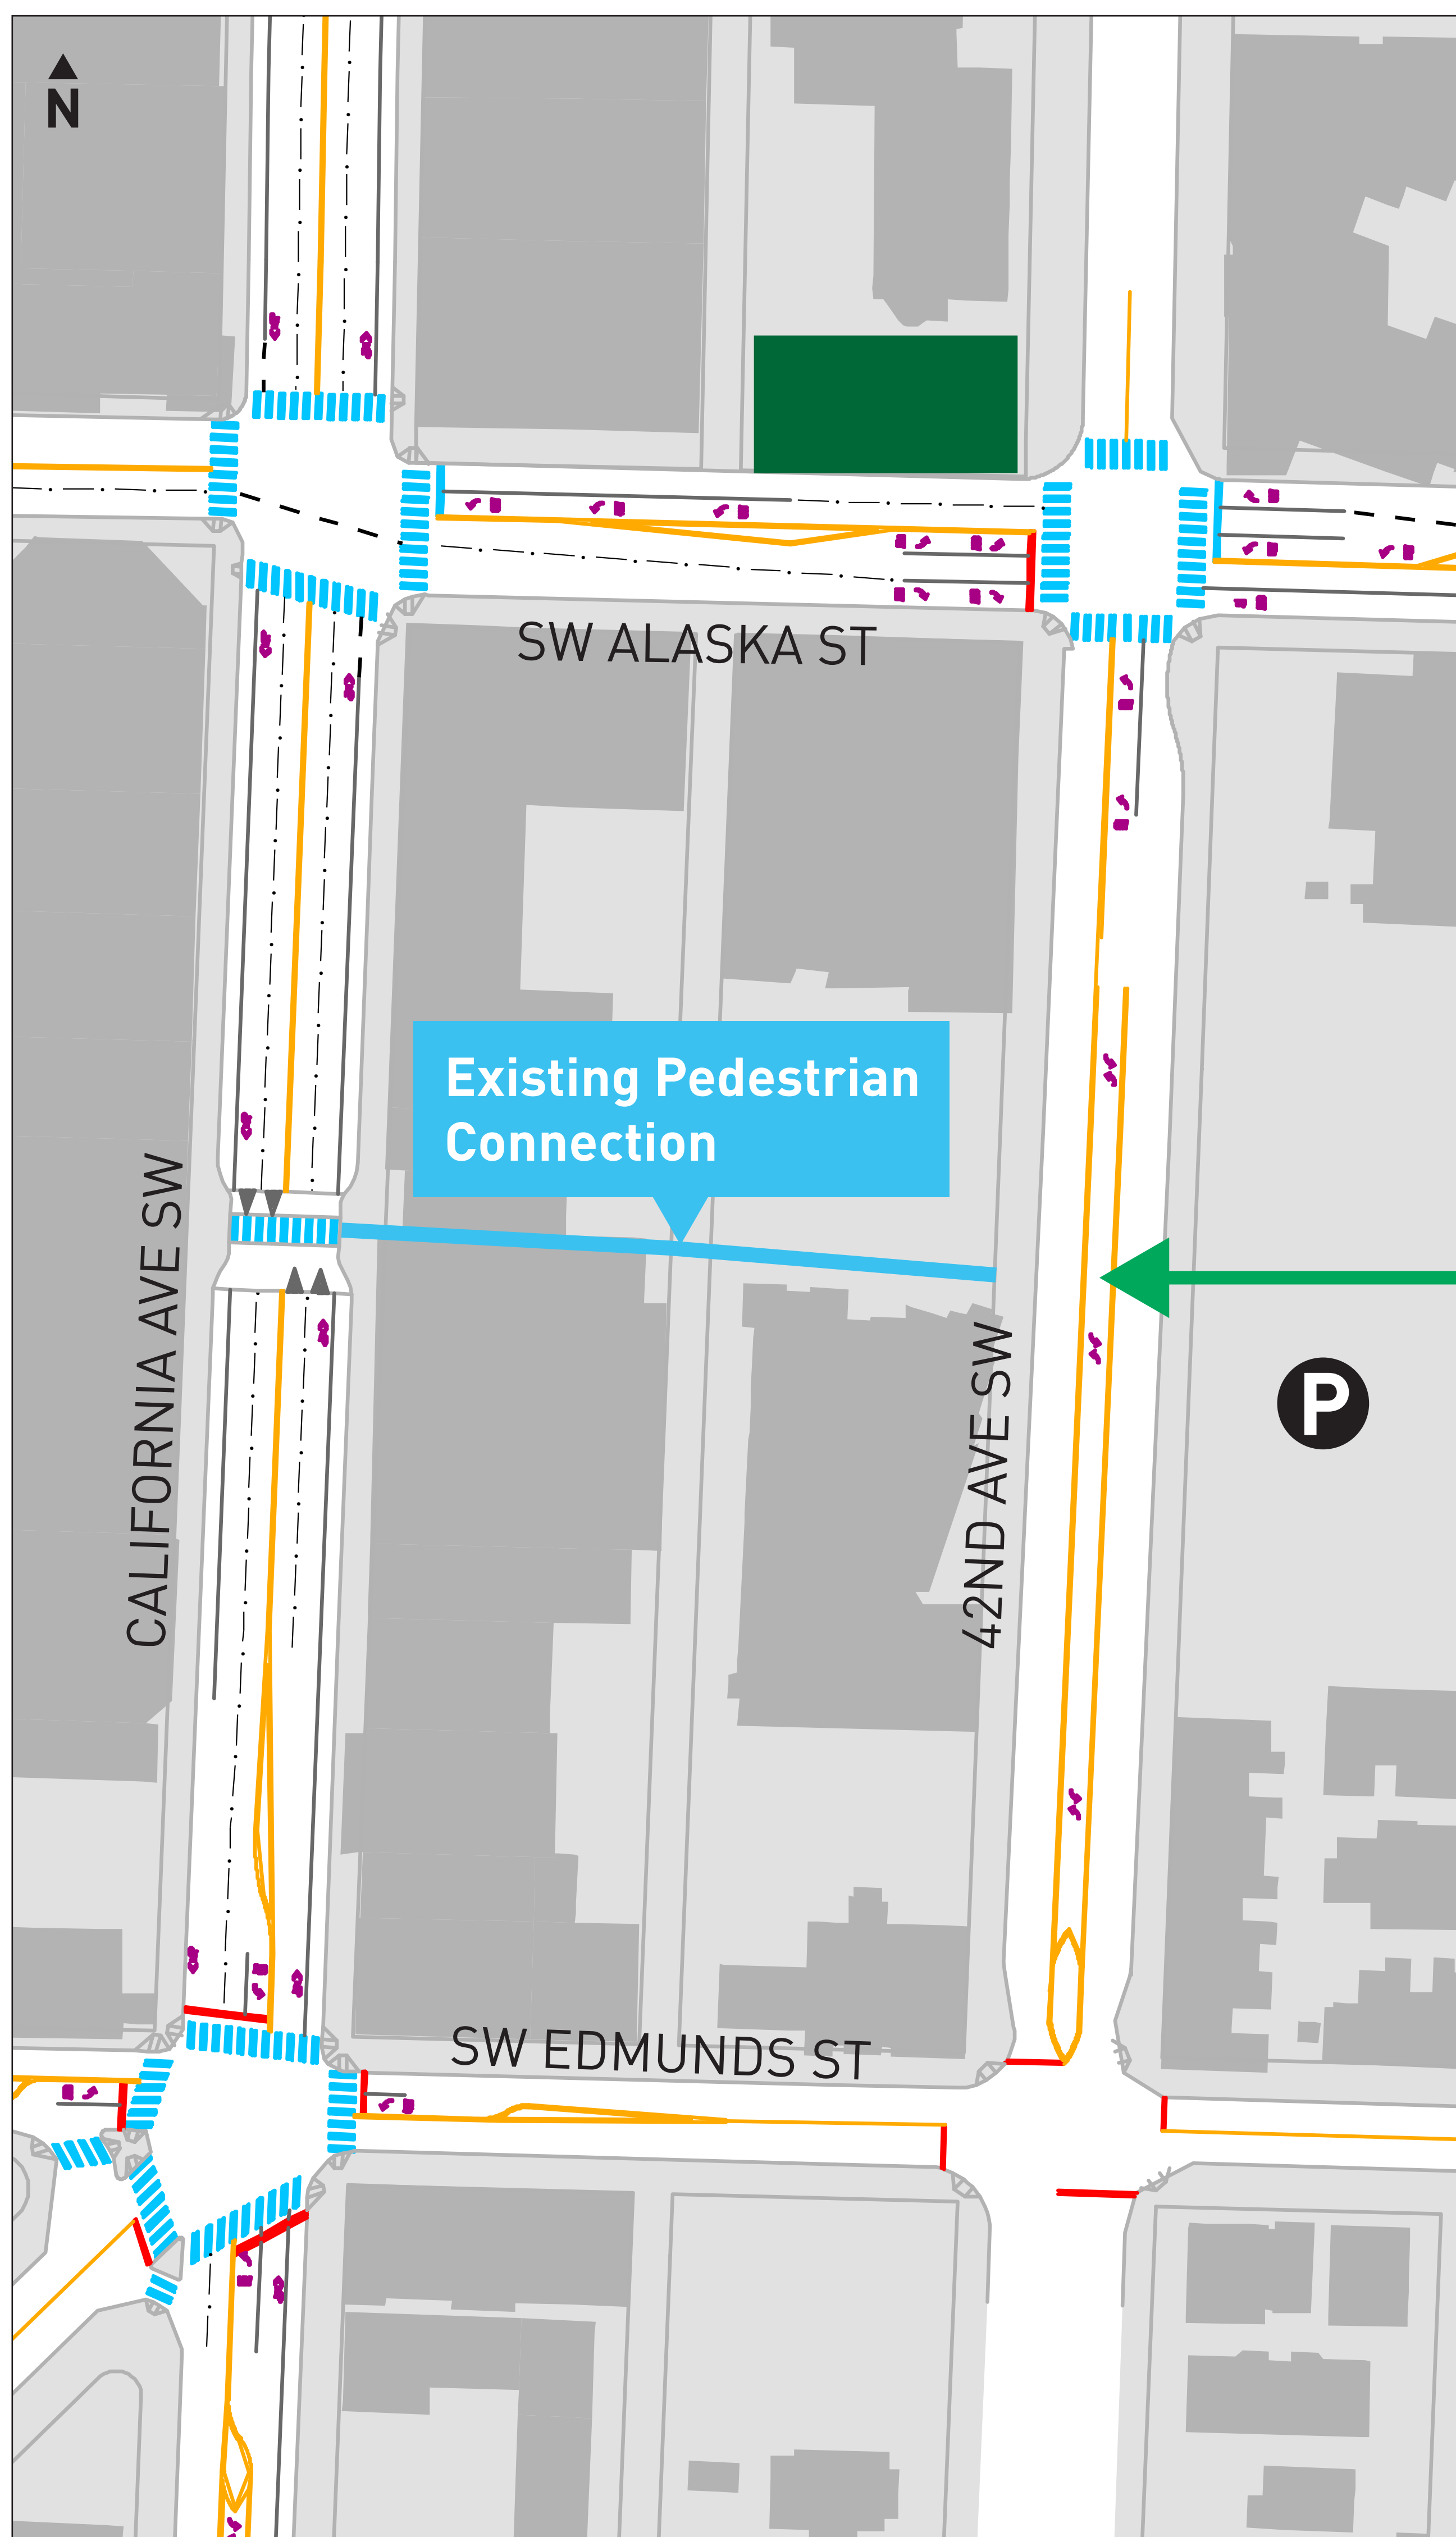 N
SW ALASKA ST
Existing Pedestrian
Connection
CALIFORNIA AVE SW
42ND AVE SW
P
SW EDMUNDS ST